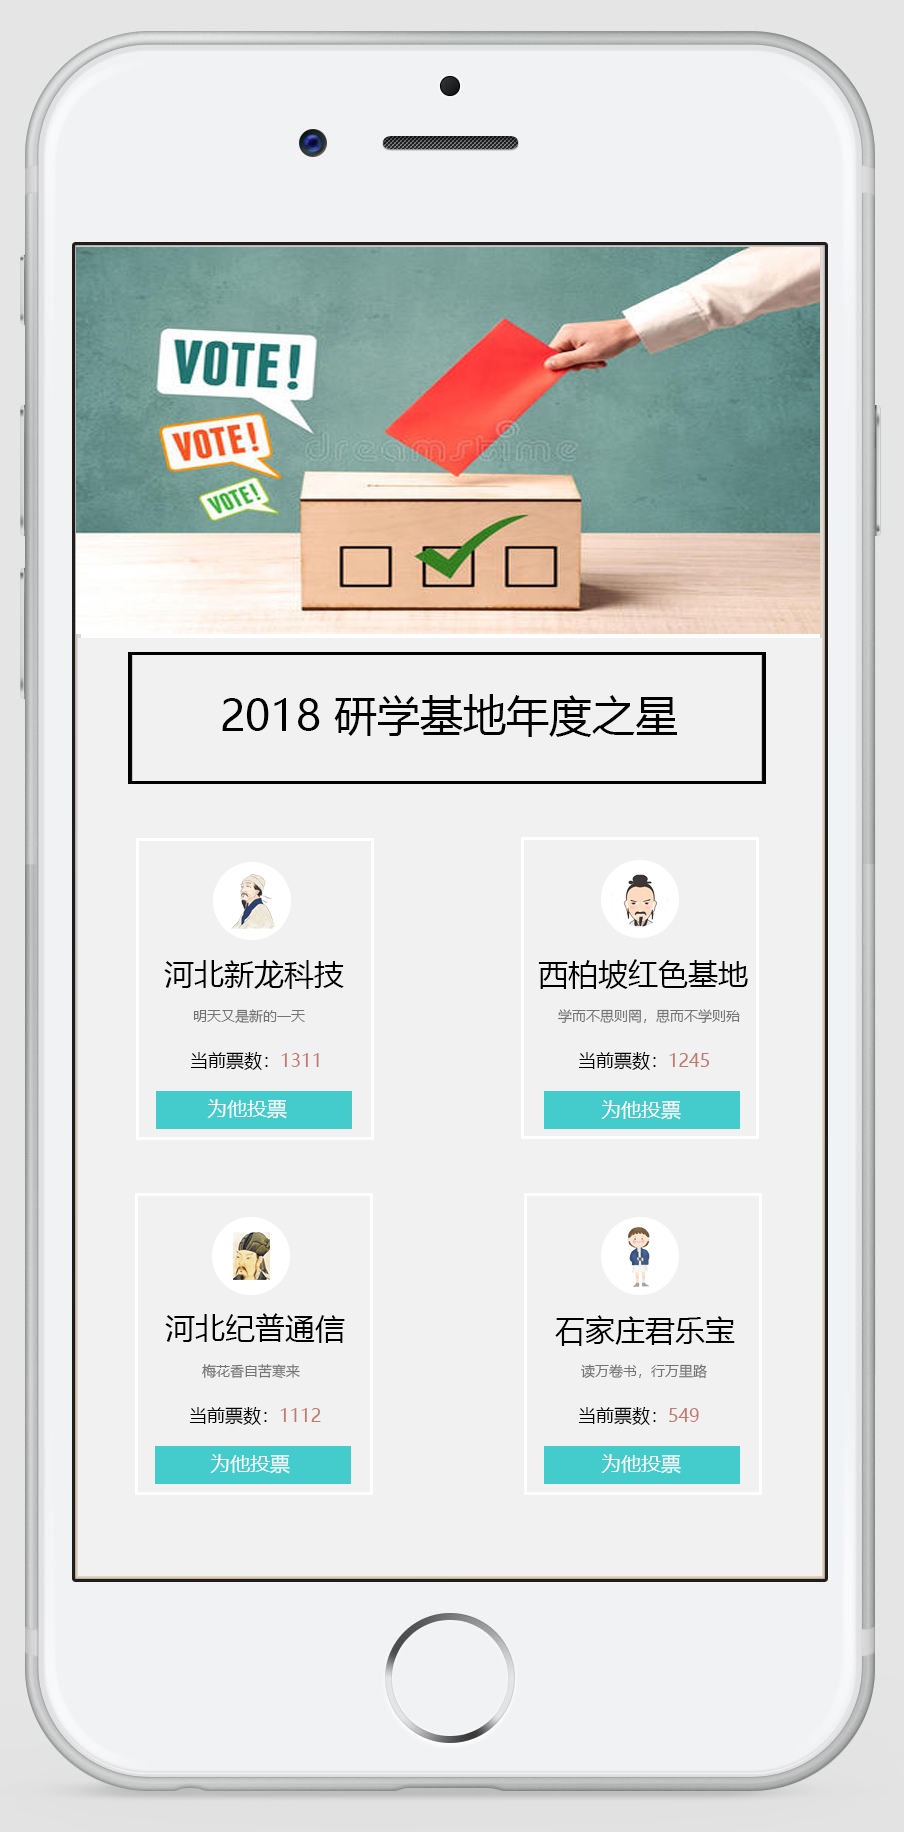 VOTE!
VOTE!
VOTE!
dreamstime
2018 研学基地年度之星
河北新龙科技
明天又是新的一天
当前票数：1311
为他投票
西柏坡红色基地
学而不思则罔，思而不学则殆
当前票数：1245
为他投票
河北纪普通信
梅花香自苦寒来
当前票数：1112
为他投票
石家庄君乐宝
读万卷书，行万里路
当前票数：549
为他投票